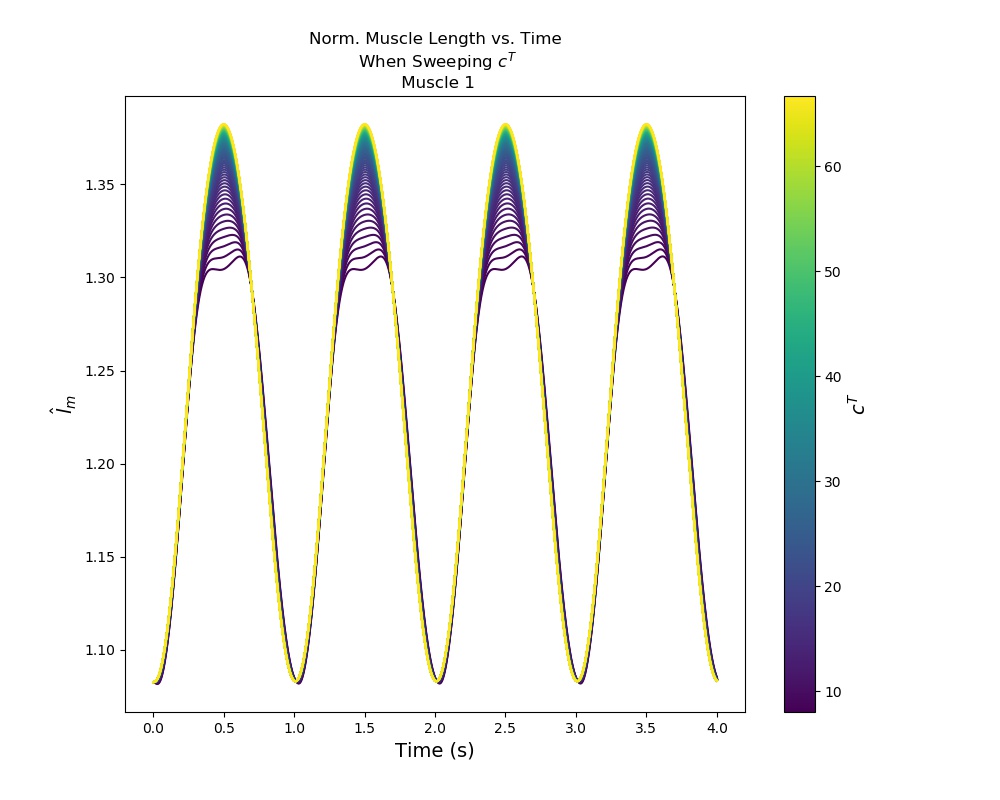 Norm. Muscle Length vs. Time
When Sweeping $c^T$
Muscle 1
1.35
1.30
1.25
1.20
1.15
1.10
$\hat{l}_m$
0.0 0.5 1.0 1.5 2.0 2.5 3.0 3.5 4.0
Time (s)
60
50
40
30
20
10
$c^T$